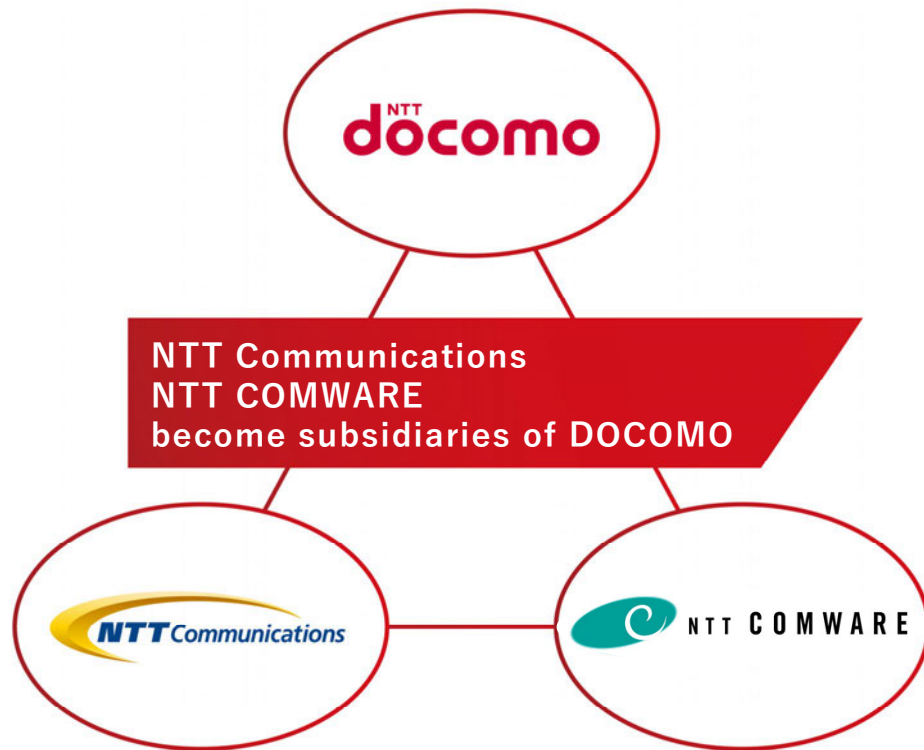 NTT
docomo
NTT Communications
NTT COMWARE
become subsidiaries of DOCOMO
NTT Communications
NTT COMWARE